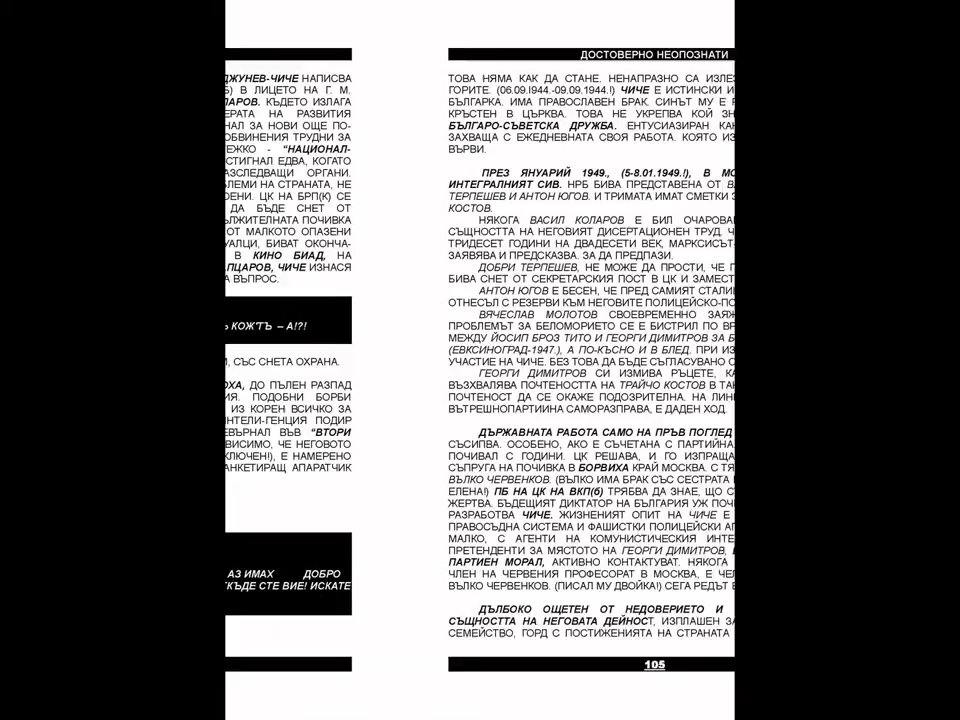 ДЖУНЕВ-ЧИЧЕ НАПИСВА
Б) В ЛИЦЕТО НА Г. М.
ЛАРОВ. КЪДЕТО ИЗЛАГА
ЕРАТА НА РАЗВИТИЯ
НАЛ ЗА НОВИ ОЩЕ ПО-
ОБВИНЕНИЯ ТРУДНИ ЗА
ТЕЖКО - “НАЦИОНАЛ-
СТИГНАЛ ЕДВА, КОГАТО
РАЗСЛЕДВАЩИ ОРГАНИ.
БЛЕМИ НА СТРАНАТА, НЕ
ОЕНИ. ЦК НА БРП(К) СЕ
ДА БЪДЕ СНЕТ ОТ
ЪЛЖИТЕЛНАТА ПОЧИВКА
ОТ МАЛКОТО ОПАЗЕНИ
УАЛЦИ, БИВАТ ОКОНЧА-
В КИНО БИАД, НА
АПЦАРОВ, ЧИЧЕ ИЗНАСЯ
А ВЪПРОС.
Ь КОЖ'ТЪ – А!?!
И, СЪС СНЕТА ОХРАНА.
ОХА, ДО ПЪЛЕН РАЗПАД
ИЯ. ПОДОБНИ БОРБИ
ИЗ КОРЕН ВСИЧКО ЗА
НТЕЛИ-ГЕНЦИЯ ПОДИР
ЕВЪРНАЛ ВЪВ “ВТОРИ
ВИСИМО, ЧЕ НЕГОВОТО
КЛЮЧЕН!), Е НАМЕРЕНО
АНКЕТИРАЩ АПАРАТЧИК
АЗ ИМАХ ДОБРО
КЪДЕ СТЕ ВИЕ! ИСКАТЕ
ДОСТОВЕРНО НЕОПОЗНАТИ
ТОВА НЯМА КАК ДА СТАНЕ. НЕНАПРАЗНО СА ИЗЛЕЗ
ГОРИТЕ. (06.09.I944.-09.09.1944.!) ЧИЧЕ Е ИСТИНСКИ И
БЪЛГАРКА. ИМА ПРАВОСЛАВЕН БРАК. СИНЪТ МУ Е Р
КРЪСТЕН В ЦЪРКВА. ТОВА НЕ УКРЕПВА КОЙ ЗН
БЪЛГАРО-СЪВЕТСКА ДРУЖБА. ЕНТУСИАЗИРАН КАК
ЗАХВАЩА С ЕЖЕДНЕВНАТА СВОЯ РАБОТА. КОЯТО ИЗ
ВЪРВИ.
ПРЕЗ ЯНУАРИЙ 1949., (5-8.01.1949.!), В МО
ИНТЕГРАЛНИЯТ СИВ. НРБ БИВА ПРЕДСТАВЕНА ОТ В
ТЕРПЕШЕВ И АНТОН ЮГОВ. И ТРИМАТА ИМАТ СМЕТКИ З
КОСТОВ.
НЯКОГА ВАСИЛ КОЛАРОВ Е БИЛ ОЧАРОВА
СЪЩНОСТТА НА НЕГОВИЯТ ДИСЕРТАЦИОНЕН ТРУД. Ч
ТРИДЕСЕТ ГОДИНИ НА ДВАДЕСЕТИ ВЕК, МАРКСИСЪТ-
ЗАЯВЯВА И ПРЕДСКАЗВА. ЗА ДА ПРЕДПАЗИ.
ДОБРИ ТЕРПЕШЕВ, НЕ МОЖЕ ДА ПРОСТИ, ЧЕ П
БИВА СНЕТ ОТ СЕКРЕТАРСКИЯ ПОСТ В ЦК И ЗАМЕСТ
АНТОН ЮГОВ Е БЕСЕН, ЧЕ ПРЕД САМИЯТ СТАЛИ
ОТНЕСЪЛ С РЕЗЕРВИ КЪМ НЕГОВИТЕ ПОЛИЦЕЙСКО-ПО
ВЯЧЕСЛАВ МОЛОТОВ СВОЕВРЕМЕННО ЗАЯЖ
ПРОБЛЕМЪТ ЗА БЕЛОМОРИЕТО СЕ Е БИСТРИЛ ПО ВР
МЕЖДУ ЙОСИП БРОЗ ТИТО И ГЕОРГИ ДИМИТРОВ ЗА Б
(ЕВКСИНОГРАД-1947.), А ПО-КЪСНО И В БЛЕД. ПРИ ИЗ
УЧАСТИЕ НА ЧИЧЕ. БЕЗ ТОВА ДА БЪДЕ СЪГЛАСУВАНО С
ГЕОРГИ ДИМИТРОВ СИ ИЗМИВА РЪЦЕТЕ, КА
ВЪЗХВАЛЯВА ПОЧТЕНОСТТА НА ТРАЙЧО КОСТОВ В ТАК
ПОЧТЕНОСТ ДА СЕ ОКАЖЕ ПОДОЗРИТЕЛНА. НА ЛИН
ВЪТРЕШНОПАРТИИНА САМОРАЗПРАВА, Е ДАДЕН ХОД.
ДЪРЖАВНАТА РАБОТА САМО НА ПРЪВ ПОГЛЕД
СЪСИПВА. ОСОБЕНО, АКО Е СЪЧЕТАНА С ПАРТИЙНА
ПОЧИВАЛ С ГОДИНИ. ЦК РЕШАВА, И ГО ИЗПРАЩА
СЪПРУГА НА ПОЧИВКА В БОРВИХА КРАЙ МОСКВА. С ТЯ
ВЪЛКО ЧЕРВЕНКОВ. (ВЪЛКО ИМА БРАК СЪС СЕСТРАТА
ЕЛЕНА!) ПБ НА ЦК НА ВКП(б) ТРЯБВА ДА ЗНАЕ, ЩО С
ЖЕРТВА. БЪДЕЩИЯТ ДИКТАТОР НА БЪЛГАРИЯ УЖ ПОЧИ
РАЗРАБОТВА ЧИЧЕ. ЖИЗНЕНИЯТ ОПИТ НА ЧИЧЕ Е
ПРАВОСЪДНА СИСТЕМА И ФАШИСТКИ ПОЛИЦЕЙСКИ АП
МАЛКО, С АГЕНТИ НА КОМУНИСТИЧЕСКИЯ ИНТЕ
ПРЕТЕНДЕНТИ ЗА МЯСТОТО НА ГЕОРГИ ДИМИТРОВ,
ПАРТИЕН МОРАЛ, АКТИВНО КОНТАКТУВАТ. НЯКОГА
ЧЛЕН НА ЧЕРВЕНИЯ ПРОФЕСОРАТ В МОСКВА, Е ЧЕЛ
ВЪЛКО ЧЕРВЕНКОВ. (ПИСАЛ МУ ДВОЙКА!) СЕГА РЕДЪТ Е
ДЪЛБОКО ОЩЕТЕН ОТ НЕДОВЕРИЕТО И
СЪЩНОСТТА НА НЕГОВАТА ДЕЙНОСТ, ИЗПЛАШЕН ЗА
СЕМЕЙСТВО, ГОРД С ПОСТИЖЕНИЯТА НА СТРАНАТА
105